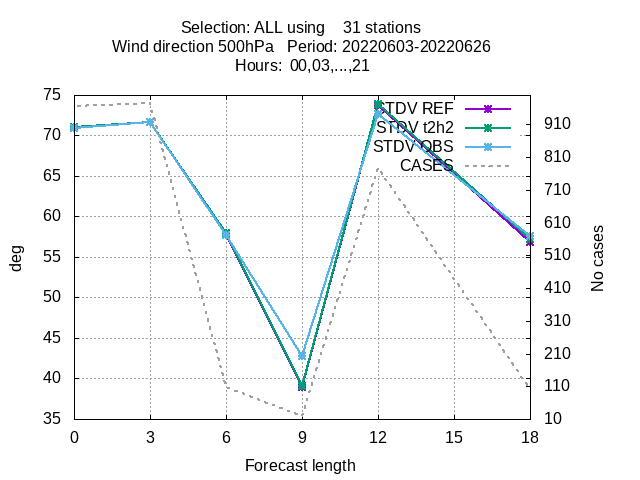 Selection: ALL using 31 stations
Wind direction 500hPa Period: 20220603-20220626
Hours: 00,03,...,21
STDV REF
STDV t2h2
STDV OBS
CASES
75
70
65
60
55
50
45
40
35
910
810
710
610
510
410
310
210
110
10
deg
No cases
0 3 6 9 12 15 18
Forecast length